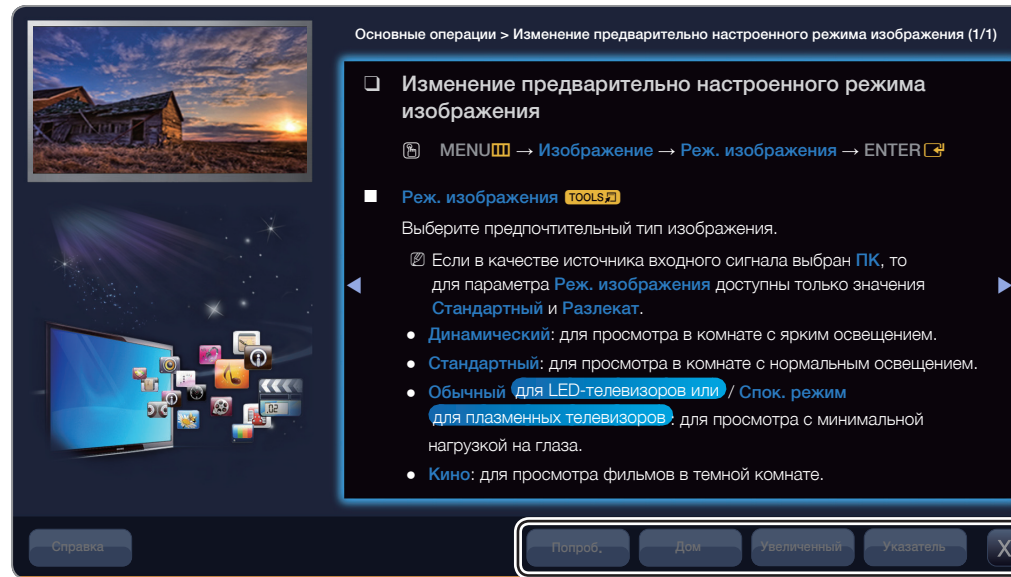 Основные операции > Изменение предварительно настроенного режима изображения (1/1)
❏ Изменение предварительно настроенного режима
изображения
MENU → Изображение → Реж. изображения → ENTER
■ Реж. изображения TOOLS
Выберите предпочтительный тип изображения.
Если в качестве источника входного сигнала выбран ПК, то
для параметра Реж. изображения доступны только значения
Стандартный и Разлекат.
● Динамический: для просмотра в комнате с ярким освещением.
● Стандартный: для просмотра в комнате с нормальным освещением.
● Обычный для LED-телевизоров или / Спок. режим
для плазменных телевизоров : для просмотра с минимальной
нагрузкой на глаза.
● Кино: для просмотра фильмов в темной комнате.
.02
Справка
Попроб,
Дом
Увеличенный
Указатель
X